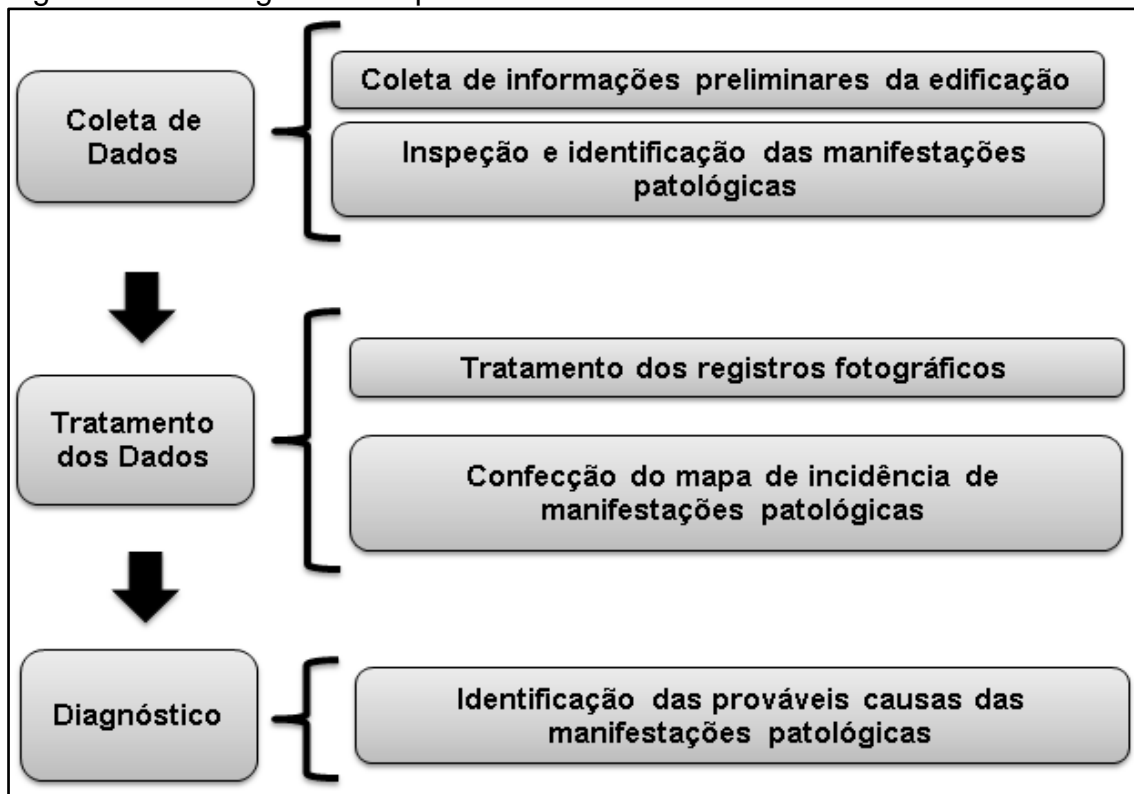 Coleta de
Dados
Coleta de informações preliminares da edificação
Inspeção e identificação das manifestações
patológicas
Tratamento
dos Dados
Tratamento dos registros fotográficos
Confecção do mapa de incidência de
manifestações patológicas
Diagnóstico
Identificação das prováveis causas das
manifestações patológicas